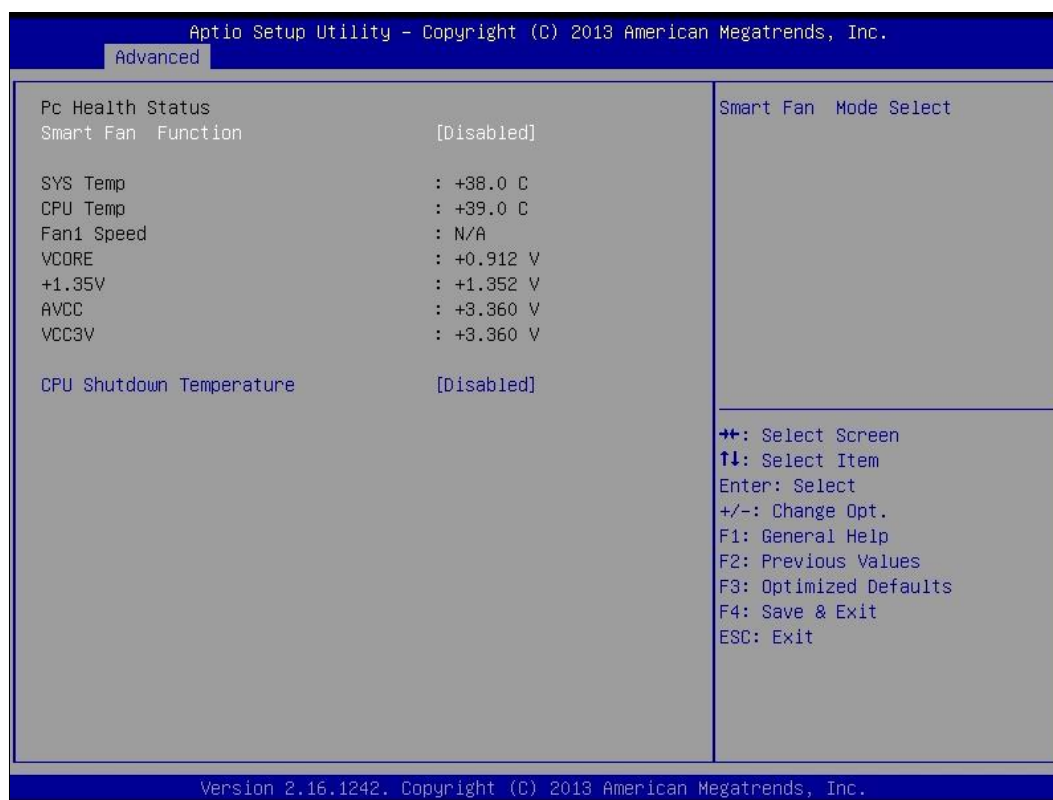 Aptio Setup Utility – Copyright (C) 2013 American Megatrends, Inc.
Advanced
Pc Health Status
Smart Fan Function [Disabled]
SYS Temp : +38.0 C
CPU Temp : +39.0 C
Fan1 Speed : N/A
VCORE : +0.912 V
+1.35V : +1.352 V
AVCC : +3.360 V
VCC3V : +3.360 V
CPU Shutdown Temperature [Disabled]
Smart Fan Mode Select
→←: Select Screen
↑↓: Select Item
Enter: Select
+/-: Change Opt.
F1: General Help
F2: Previous Values
F3: Optimized Defaults
F4: Save & Exit
ESC: Exit
Version 2.16.1242. Copyright (C) 2013 American Megatrends, Inc.